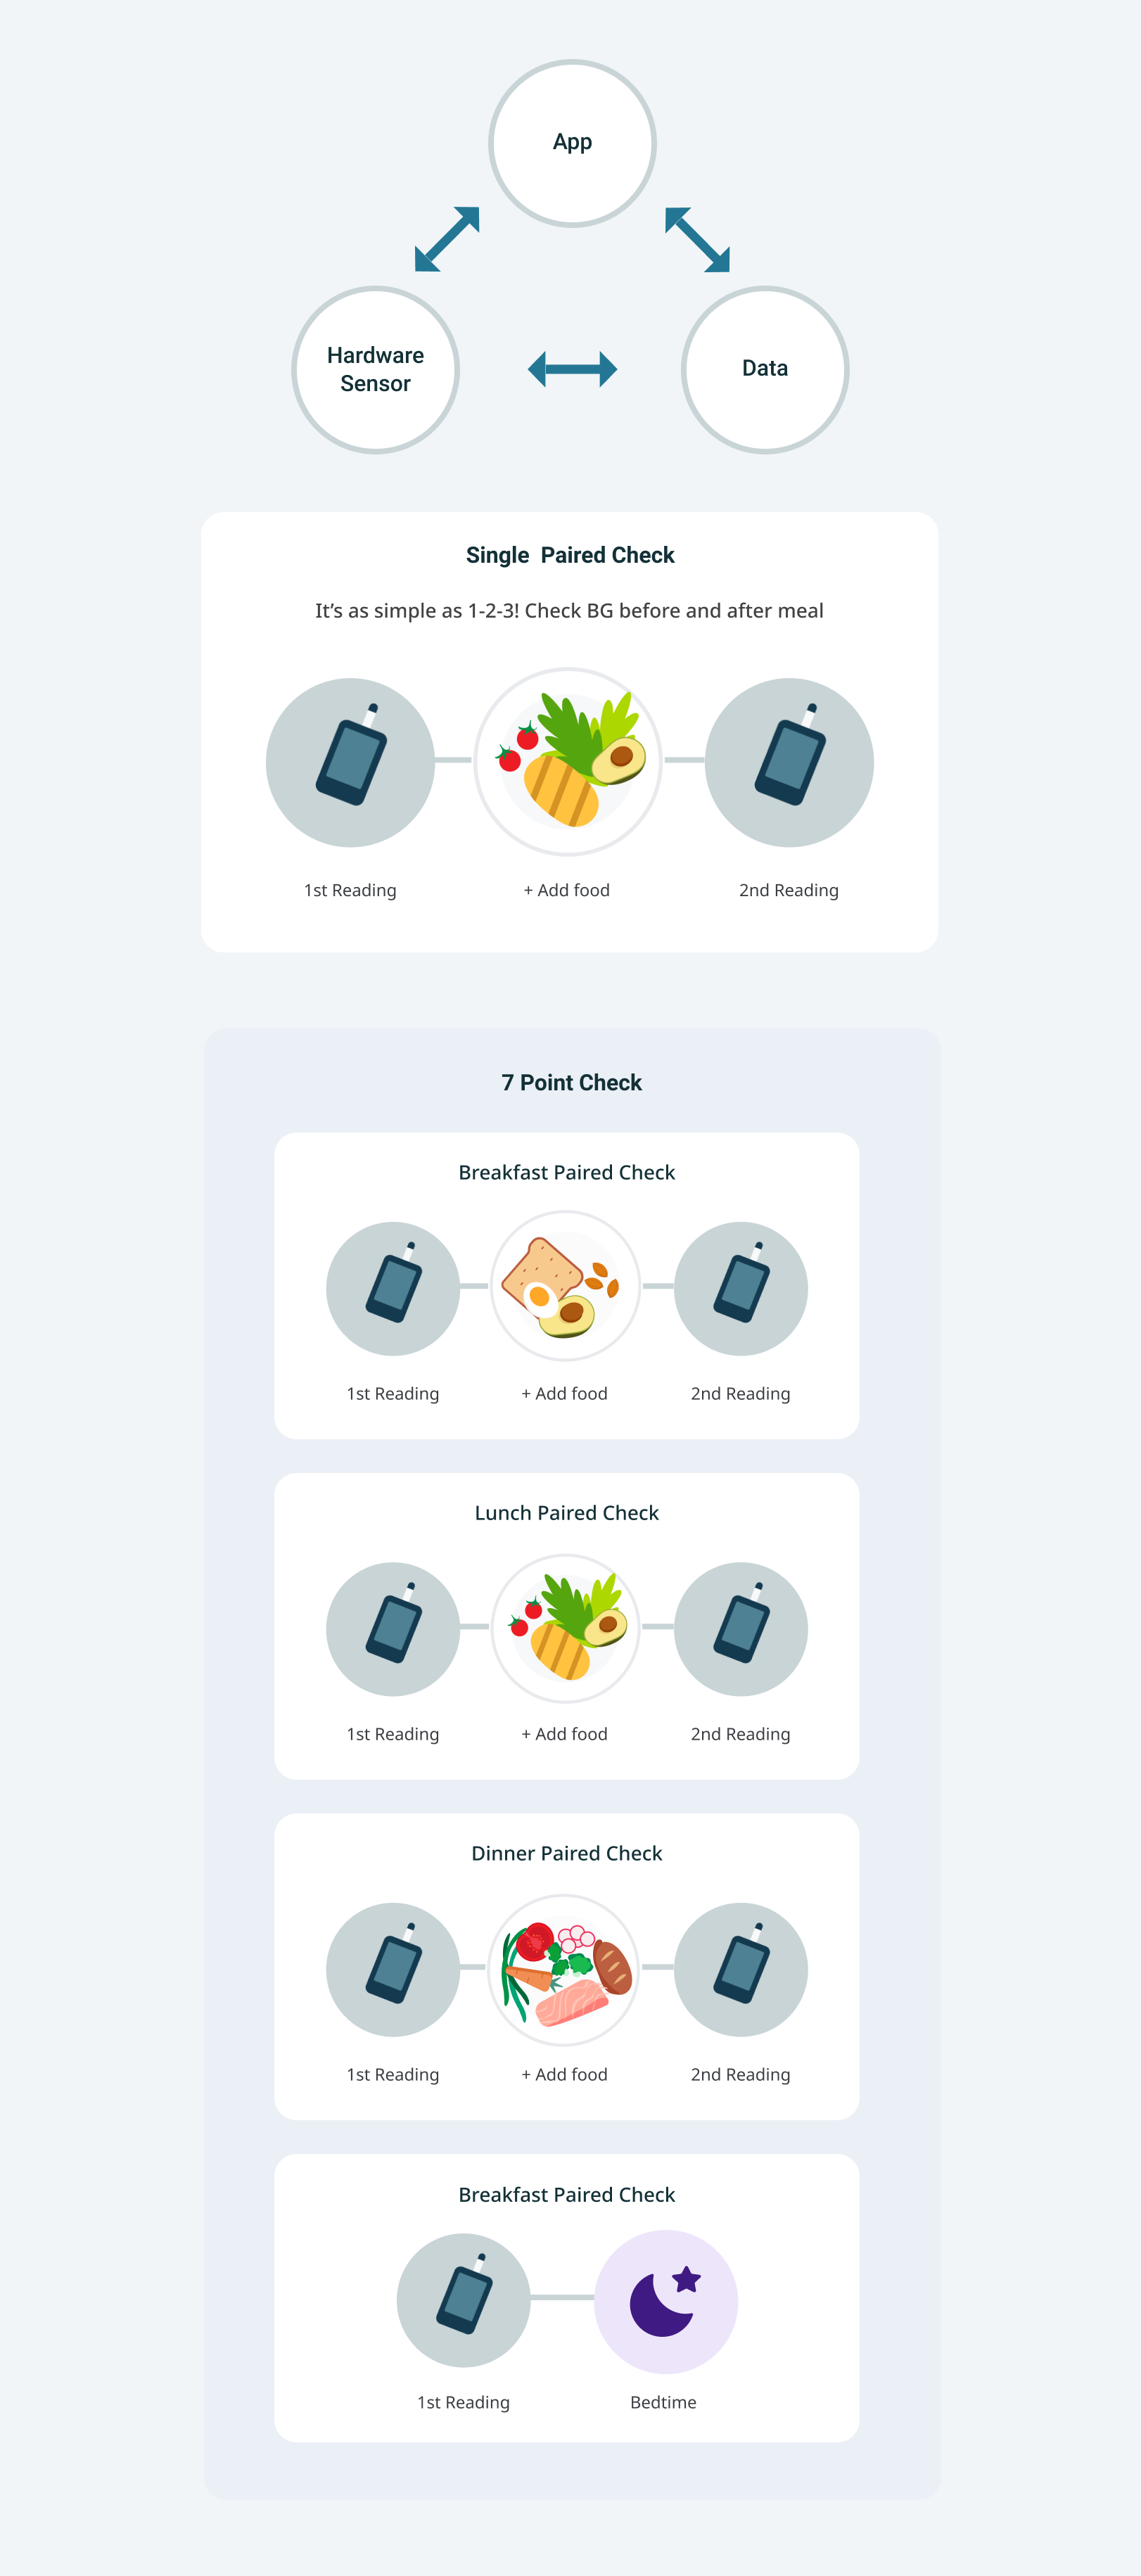 App
Hardware
Sensor
Data
Single Paired Check
It's as simple as 1-2-3! Check BG before and after meal
1st Reading
+ Add food
2nd Reading
7 Point Check
Breakfast Paired Check
1st Reading
+ Add food
2nd Reading
Lunch Paired Check
1st Reading
+ Add food
2nd Reading
Dinner Paired Check
1st Reading
+ Add food
2nd Reading
Breakfast Paired Check
1st Reading
Bedtime